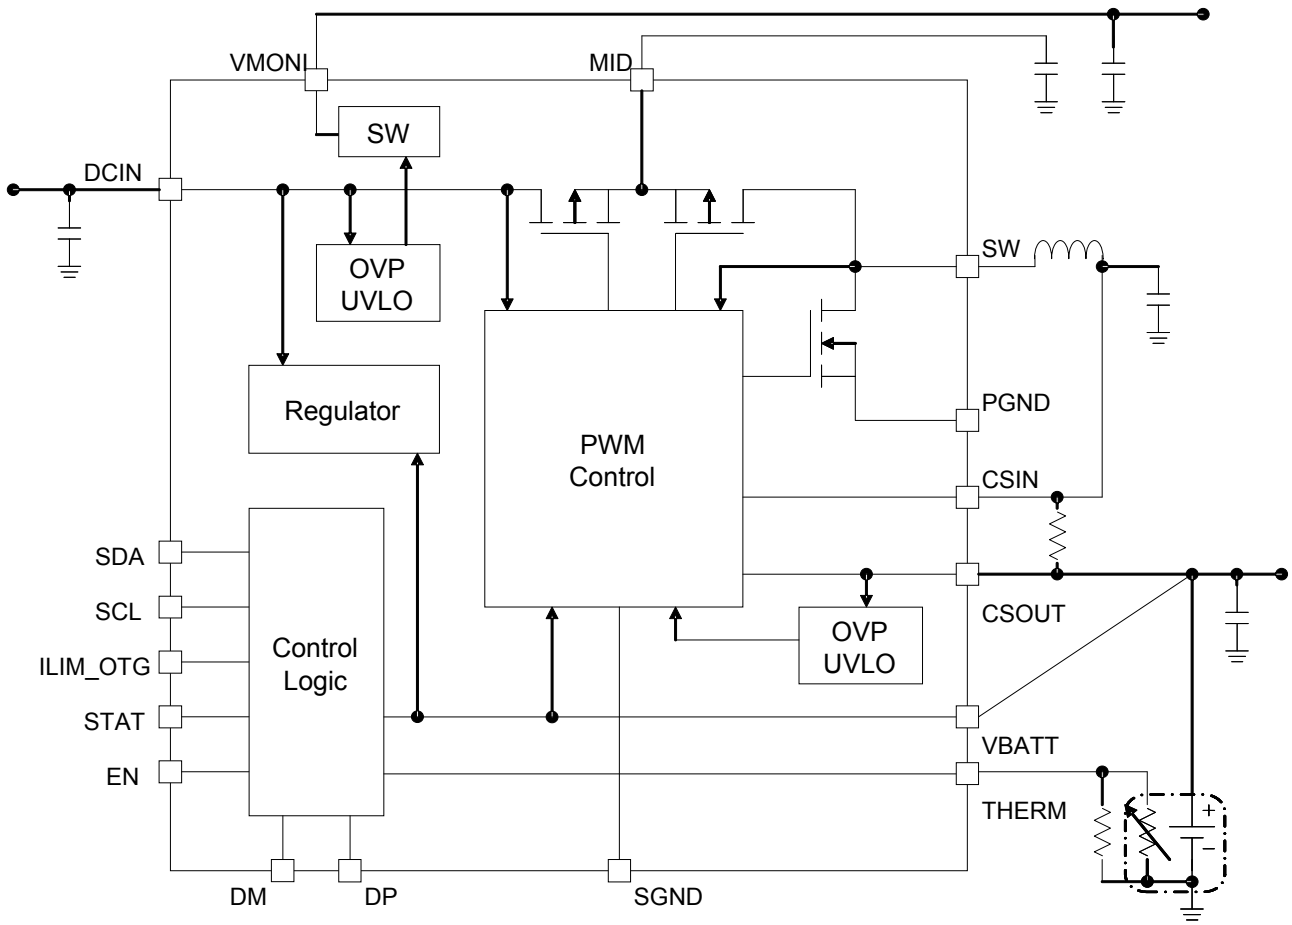 VMONI
MID
SW
DCIN
OVP
UVLO
SW
Regulator
PWM
Control
PGND
CSIN
SDA
SCL
ILIM_OTG
STAT
EN
Control
Logic
OVP
UVLO
CSOUT
VBATT
THERM
+
−
DM
DP
SGND